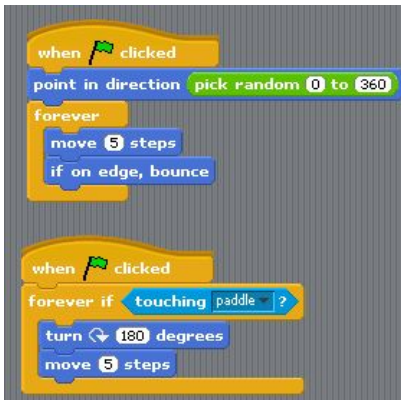 when clicked
point in direction pick random 0 to 360
forever
move 5 steps
if on edge, bounce
when clicked
forever if touching paddle ?
turn 180 degrees
move 5 steps